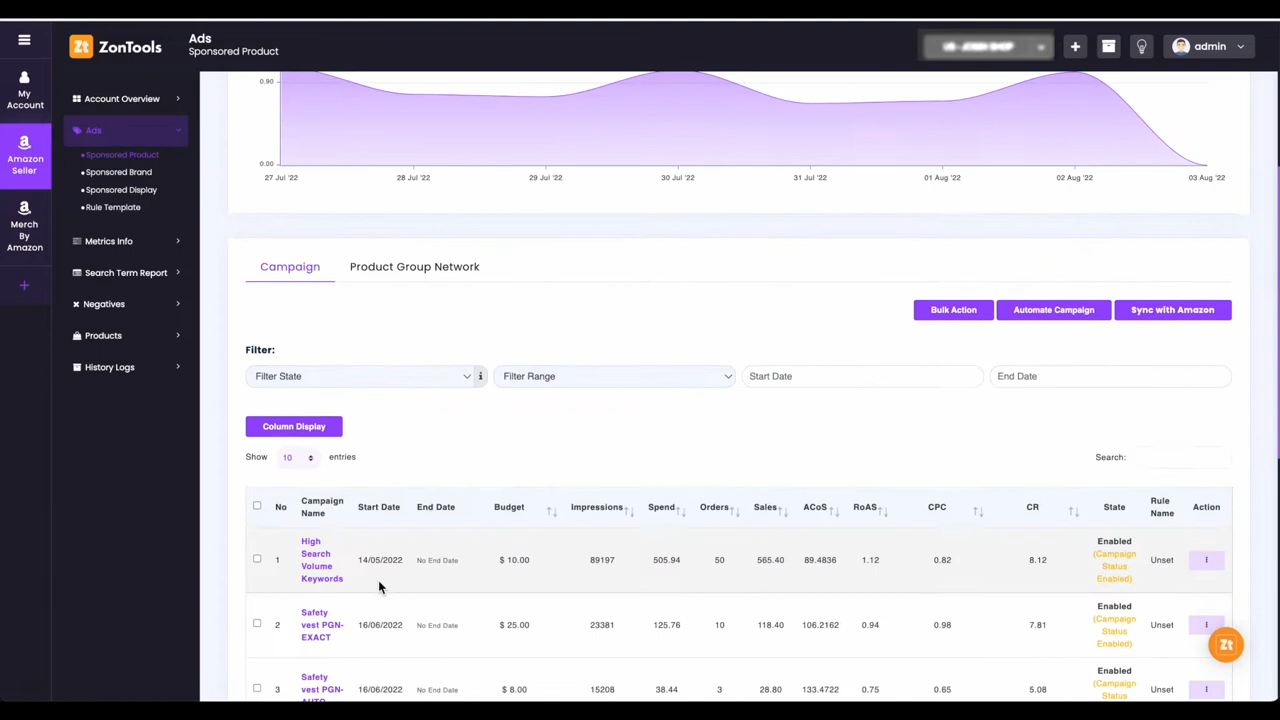 Zt ZonTools
Ads
Sponsored Product
admin
My
Account
Amazon
Seller
Merch
By
Amazon
Account Overview
Ads
Sponsored Product
Sponsored Brand
Sponsored Display
Rule Template
Metrics Info
Search Term Report
Negatives
Products
History Logs
0.90
0.00
27 Jul '22 28 Jul '22 29 Jul '22 30 Jul '22 31 Jul '22 01 Aug '22 02 Aug '22 03 Aug '22
Campaign Product Group Network
Bulk Action Automate Campaign Sync with Amazon
Filter:
Filter State i Filter Range Start Date End Date
Column Display
Show 10 entries Search:
No Campaign Name Start Date End Date Budget Impressions Spend Orders Sales ACoS RoAS CPC CR State Rule Name Action
1 High Search Volume Keywords 14/05/2022 No End Date $ 10.00 89197 505.94 50 565.40 89.4836 1.12 0.82 8.12 Enabled (Campaign Status Enabled) Unset
2 Safety vest PGN-EXACT 16/06/2022 No End Date $ 25.00 23381 125.76 10 118.40 106.2162 0.94 0.98 7.81 Enabled (Campaign Status Enabled) Unset
3 Safety vest PGN-AUTO 16/06/2022 No End Date $ 8.00 15208 38.44 3 28.80 133.4722 0.75 0.65 5.08 Enabled (Campaign Status Unset
Zt